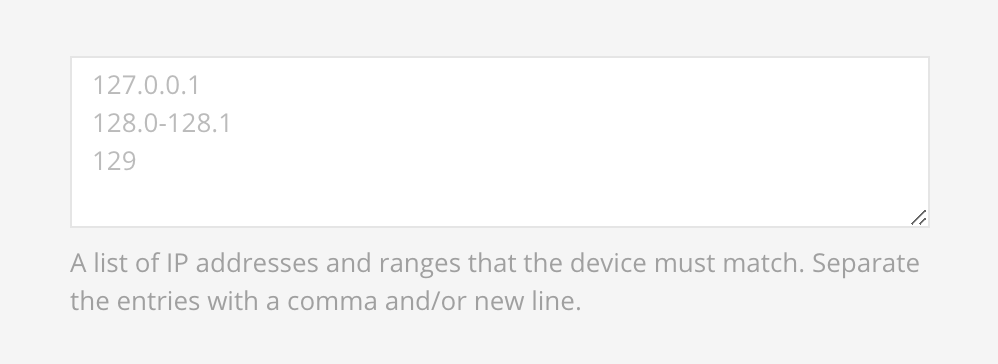 127.0.0.1
128.0-128.1
129
A list of IP addresses and ranges that the device must match. Separate
the entries with a comma and/or new line.